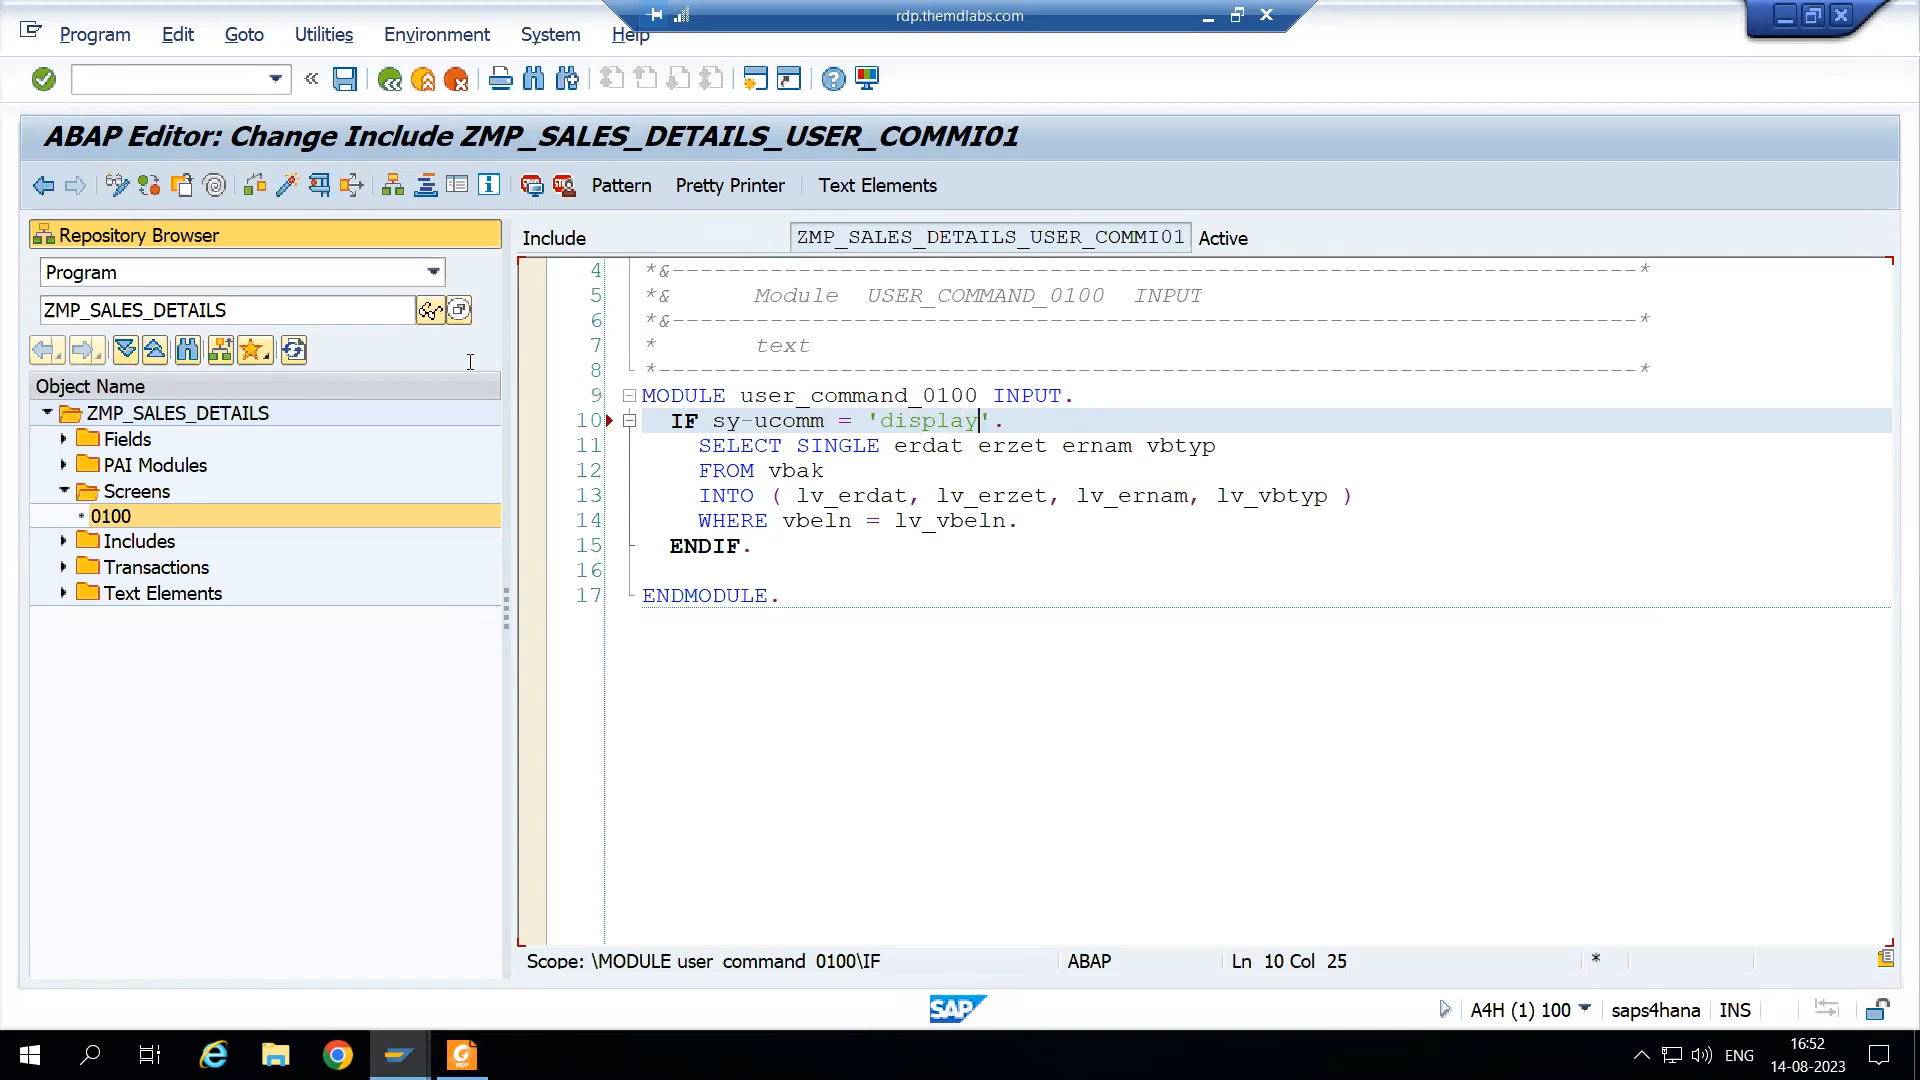 rdp.themdlabs.com
Program Edit Goto Utilities Environment System Help
ABAP Editor: Change Include ZMP_SALES_DETAILS_USER_COMMI01
Pattern Pretty Printer Text Elements
Repository Browser
Program
ZMP_SALES_DETAILS
Object Name
ZMP_SALES_DETAILS
Fields
PAI Modules
Screens
0100
Includes
Transactions
Text Elements
Include ZMP_SALES_DETAILS_USER_COMMI01 Active
4 *&---------------------------------------------------------------------*
5 *& Module USER_COMMAND_0100 INPUT
6 *&---------------------------------------------------------------------*
7 * text
8 *----------------------------------------------------------------------*
9 MODULE user_command_0100 INPUT.
10 IF sy-ucomm = 'display'.
11 SELECT SINGLE erdat erzet ernam vbtyp
12 FROM vbak
13 INTO ( lv_erdat, lv_erzet, lv_ernam, lv_vbtyp )
14 WHERE vbeln = lv_vbeln.
15 ENDIF.
16
17 ENDMODULE.
Scope: \MODULE user command 0100\IF ABAP Ln 10 Col 25 *
SAP
A4H (1) 100 saps4hana INS
ENG
16:52
14-08-2023